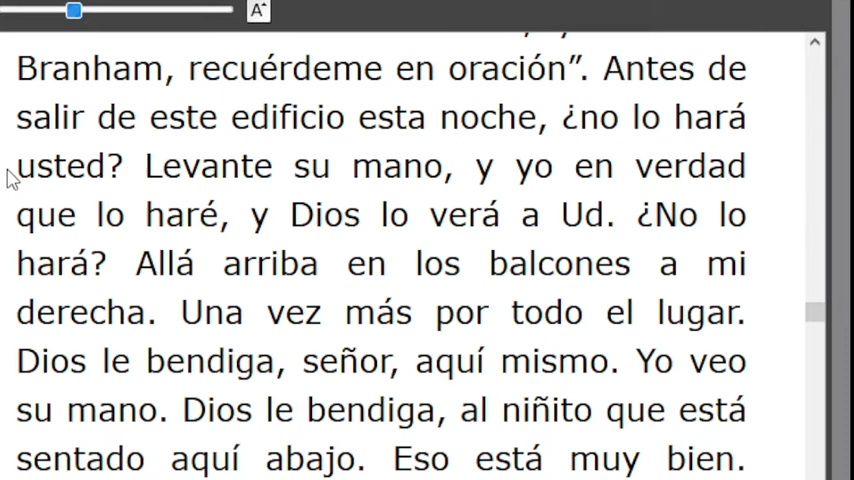 A
Branham, recuérdeme en oración”. Antes de
salir de este edificio esta noche, ¿no lo hará
usted? Levante su mano, y yo en verdad
que lo haré, y Dios lo verá a Ud. ¿No lo
hará? Allá arriba en los balcones a mi
derecha. Una vez más por todo el lugar.
Dios le bendiga, señor, aquí mismo. Yo veo
su mano. Dios le bendiga, al niñito que está
sentado aquí abajo. Eso está muy bien.